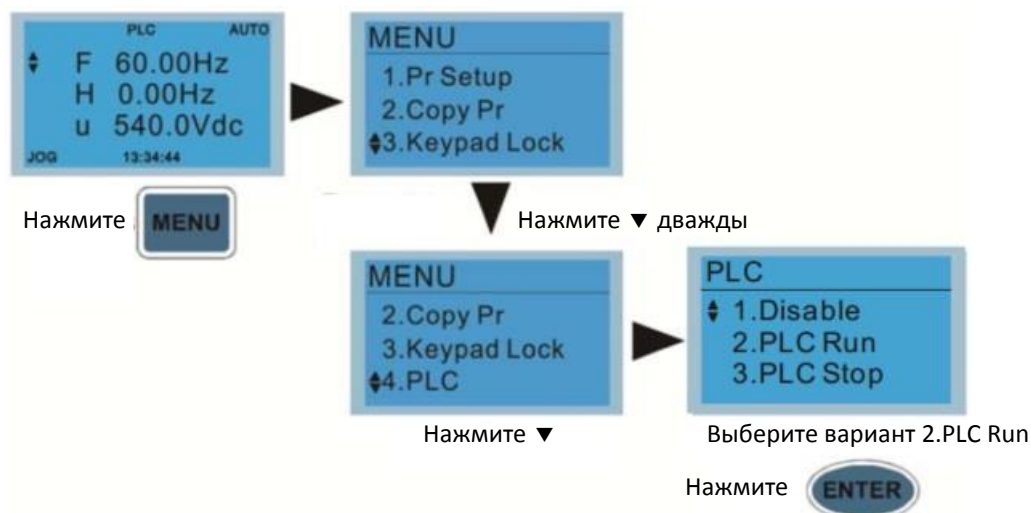 PLC AUTO
F 60.00Hz
H 0.00Hz
u 540.0Vdc
JOG 13:34:44
Нажмите MENU
MENU
1.Pr Setup
2.Copy Pr
3.Keypad Lock
Нажмите ▼ дважды
MENU
2.Copy Pr
3.Keypad Lock
4.PLC
Нажмите ▼
PLC
1.Disable
2.PLC Run
3.PLC Stop
Выберите вариант 2.PLC Run
Нажмите ENTER